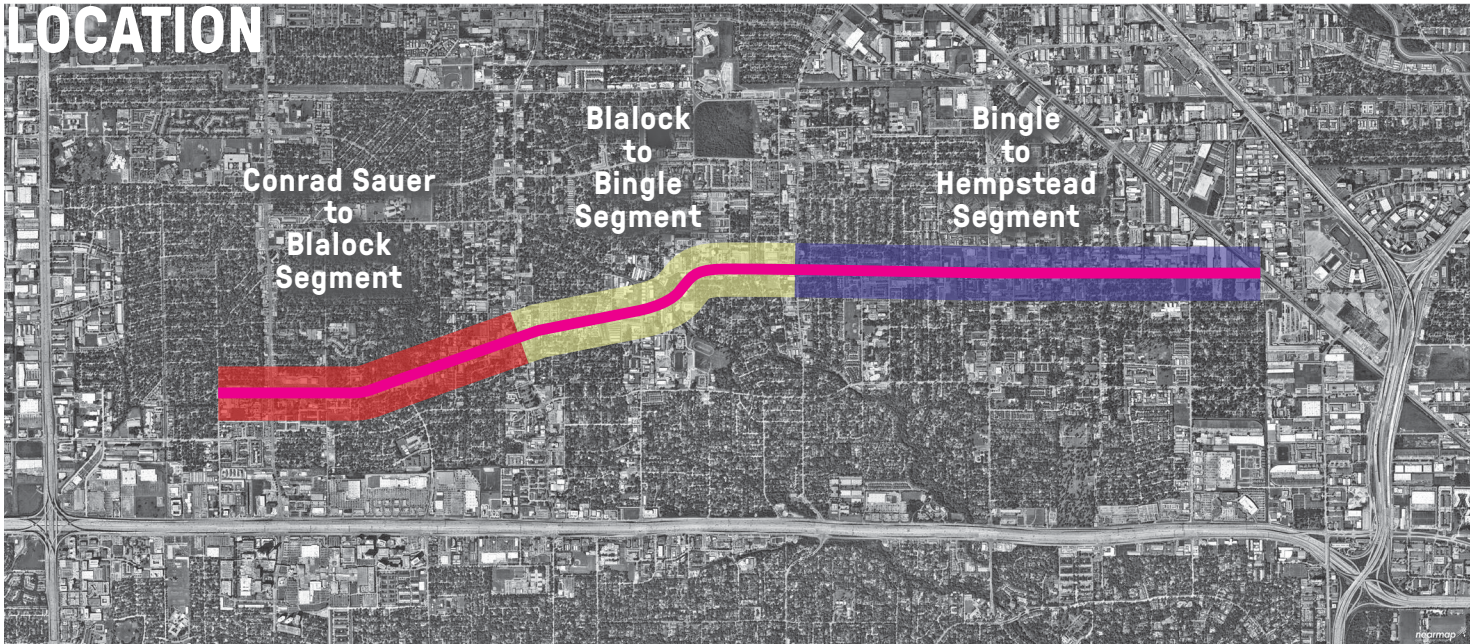 LOCATION
Conrad Sauer
to
Blalock
Segment
Blalock
to
Bingle
Segment
Bingle
to
Hempstead
Segment
nearmap